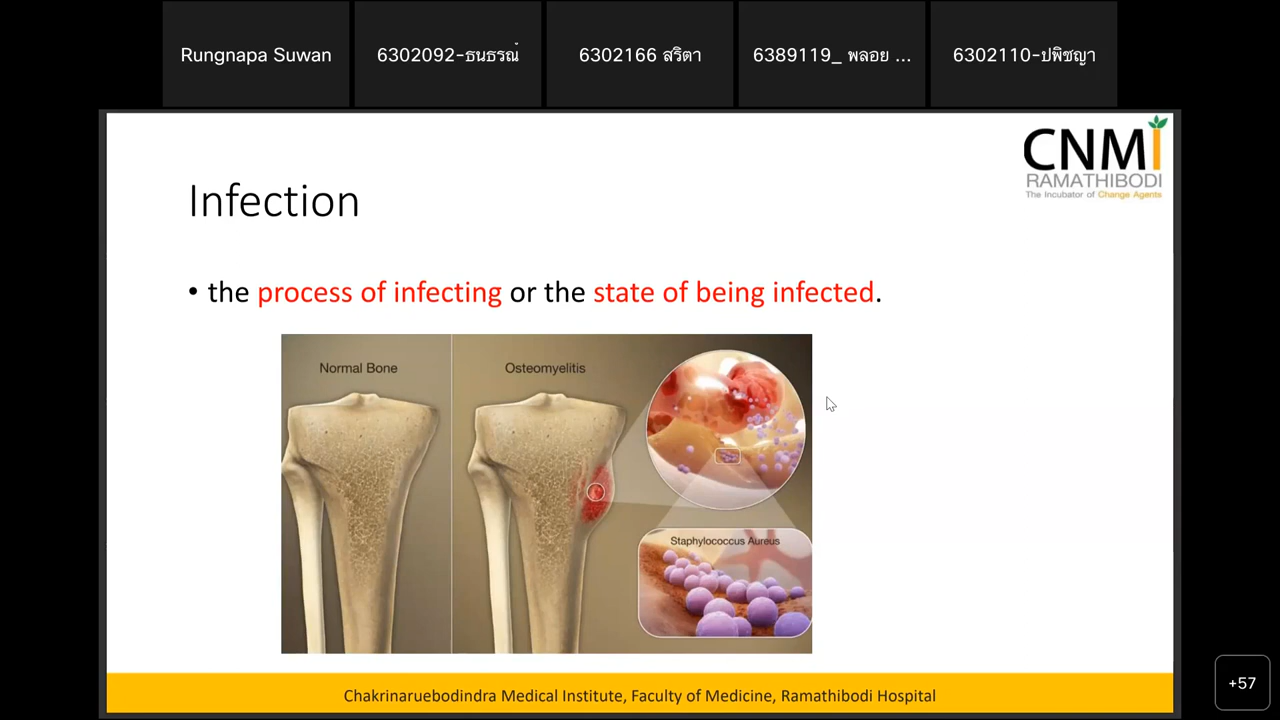 Rungnapa Suwan
6302092-ธนธรณ์
6302166 สริตา
6389119_ พลอย ...
6302110-ปพิชญา
CNMI
RAMATHIBODI
The Incubator of Change Agents
Infection
• the process of infecting or the state of being infected.
Normal Bone
Osteomyelitis
Staphylococcus Aureus
Chakrinaruebodindra Medical Institute, Faculty of Medicine, Ramathibodi Hospital
+57